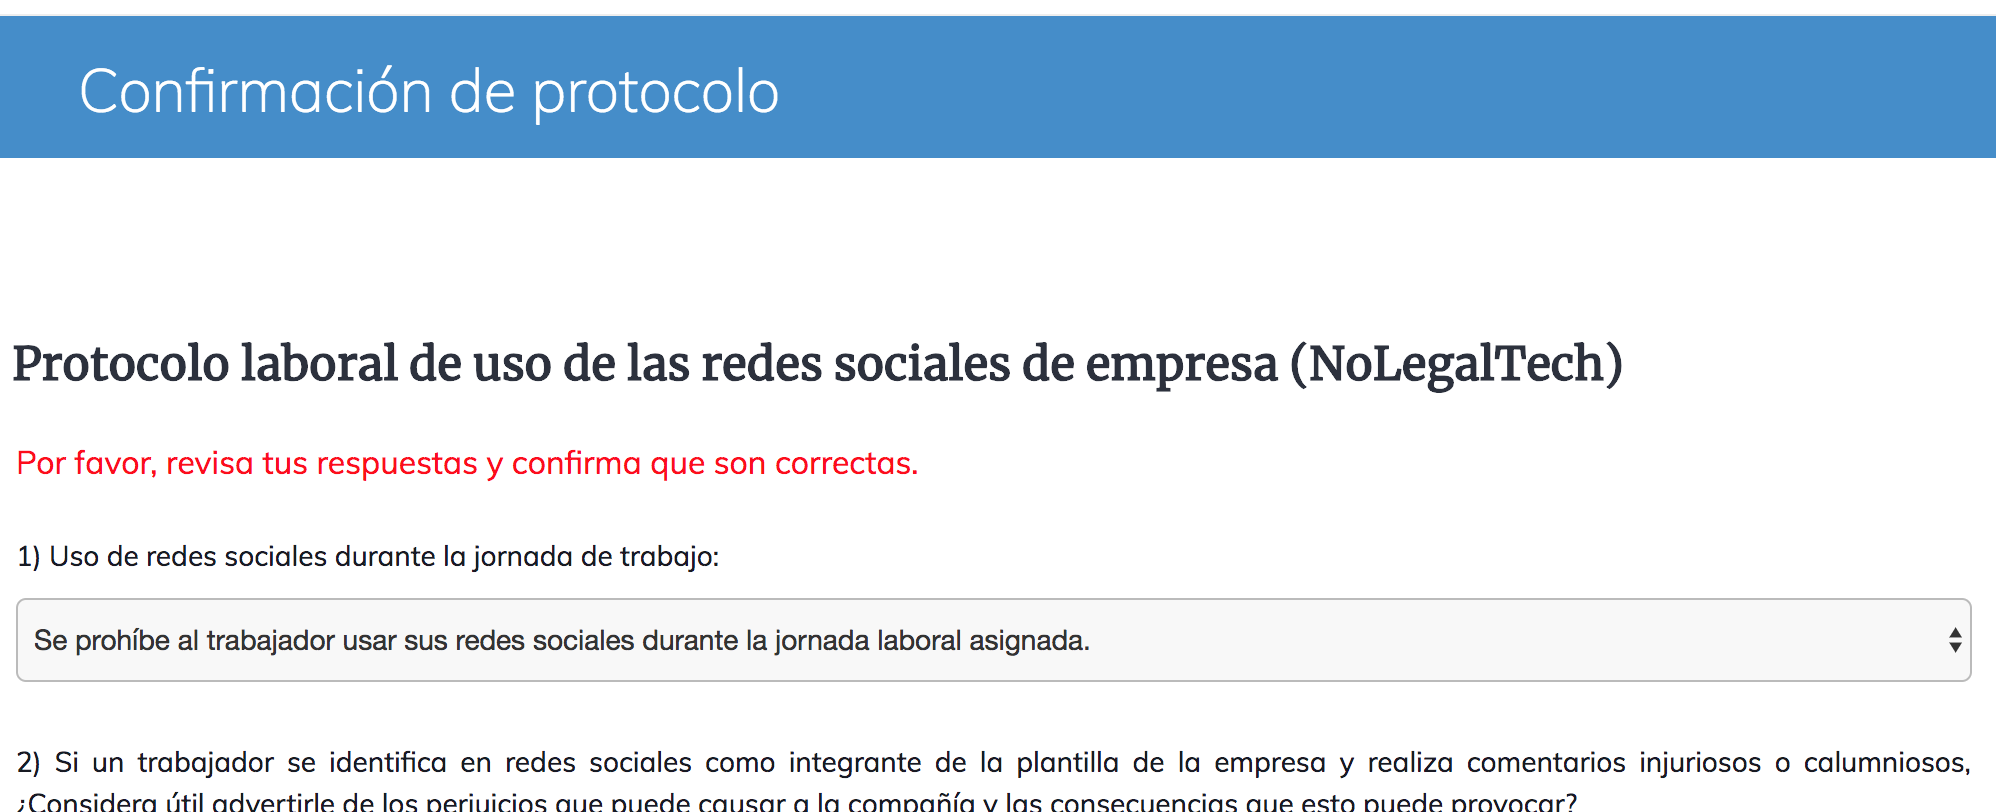 Confirmación de protocolo
Protocolo laboral de uso de las redes sociales de empresa (NoLegalTech)
Por favor, revisa tus respuestas y confirma que son correctas.
1) Uso de redes sociales durante la jornada de trabajo:
Se prohíbe al trabajador usar sus redes sociales durante la jornada laboral asignada.
2) Si un trabajador se identifica en redes sociales como integrante de la plantilla de la empresa y realiza comentarios injuriosos o calumniosos,
¿Considera útil advertirle de los perjuicios que puede causar a la compañía y las consecuencias que esto puede provocar?